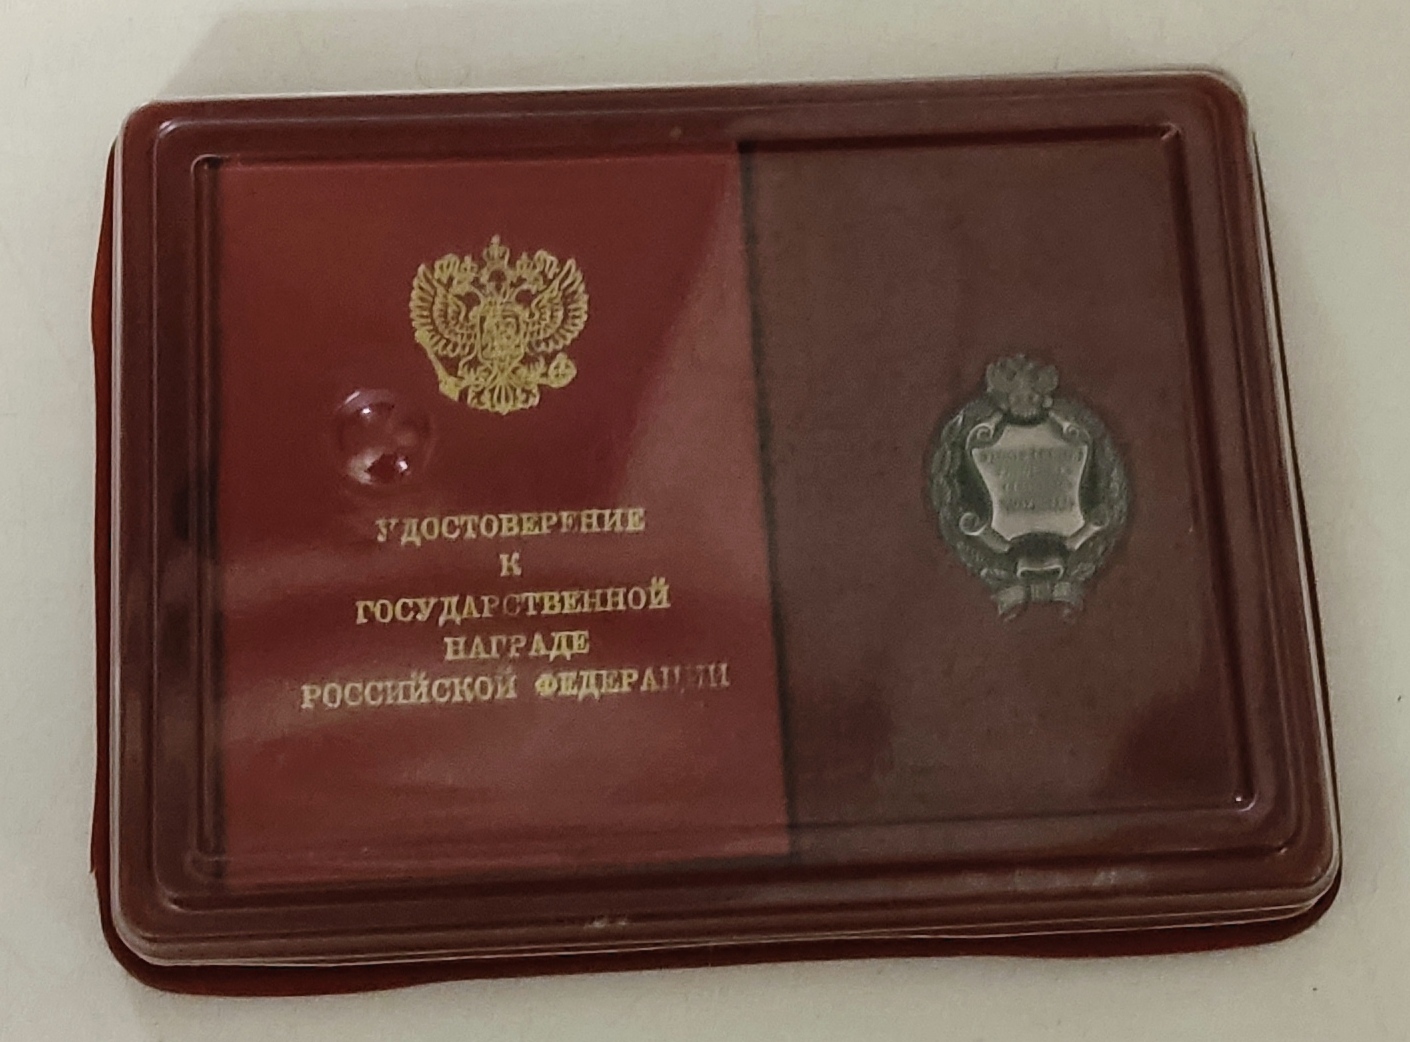 УДОСТОВЕРЕНИЕ
К
ГОСУДАРСТВЕННОЙ
НАГРАДЕ
РОССИЙСКОЙ ФЕДЕРАЦИИ